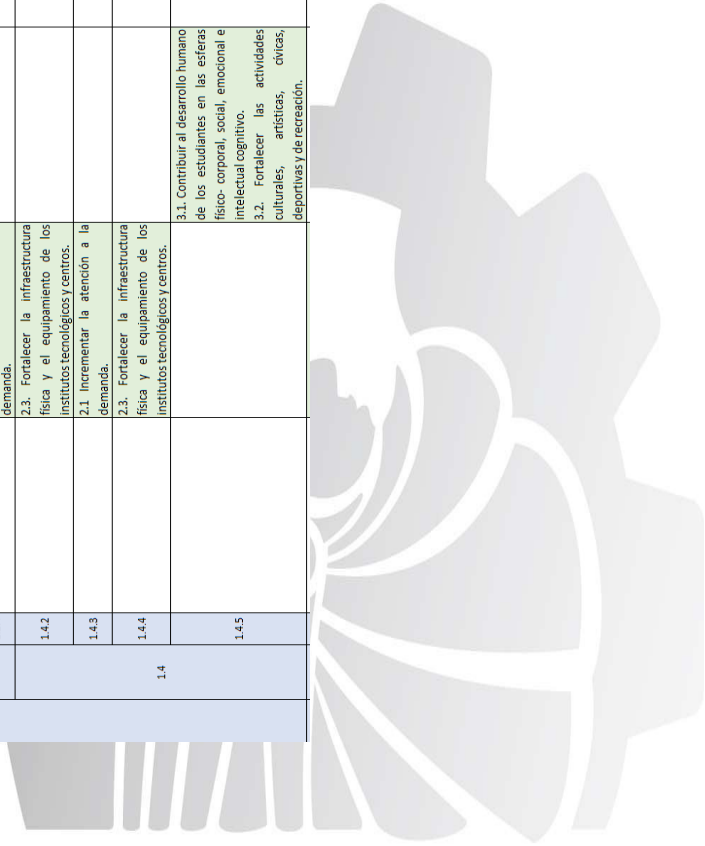 demanda.
1.4
1.4.2
2.3. Fortalecer la infraestructura
física y el equipamiento de los
institutos tecnológicos y centros.
1.4.3
2.1 Incrementar la atención a la
demanda.
1.4.4
2.3. Fortalecer la infraestructura
física y el equipamiento de los
institutos tecnológicos y centros.
1.4.5
3.1. Contribuir al desarrollo humano
de los estudiantes en las esferas
físico- corporal, social, emocional e
intelectual cognitivo.
3.2. Fortalecer las actividades
culturales, artísticas, cívicas,
deportivas y de recreación.